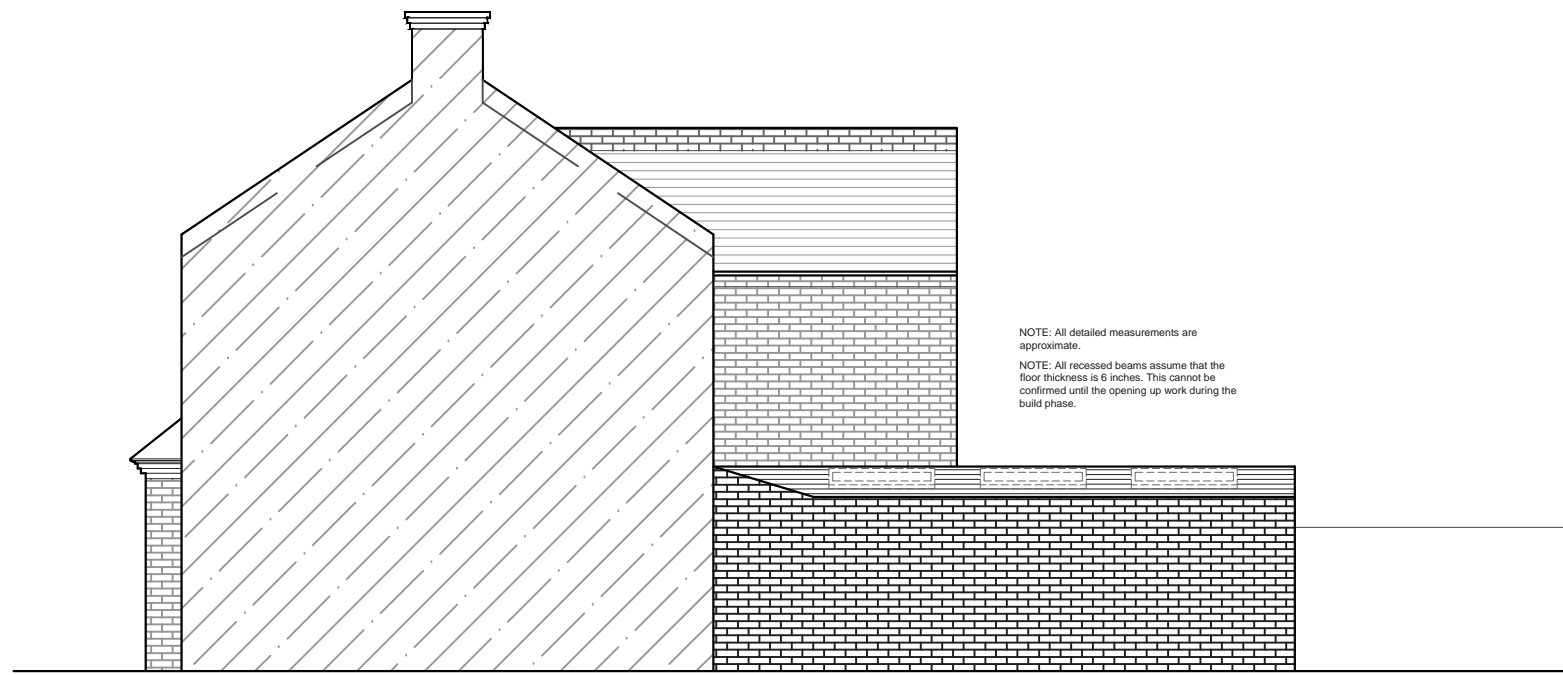 NOTE: All detailed measurements are
approximate.
NOTE: All recessed beams assume that the
floor thickness is 6 inches. This cannot be
confirmed until the opening up work during the
build phase.